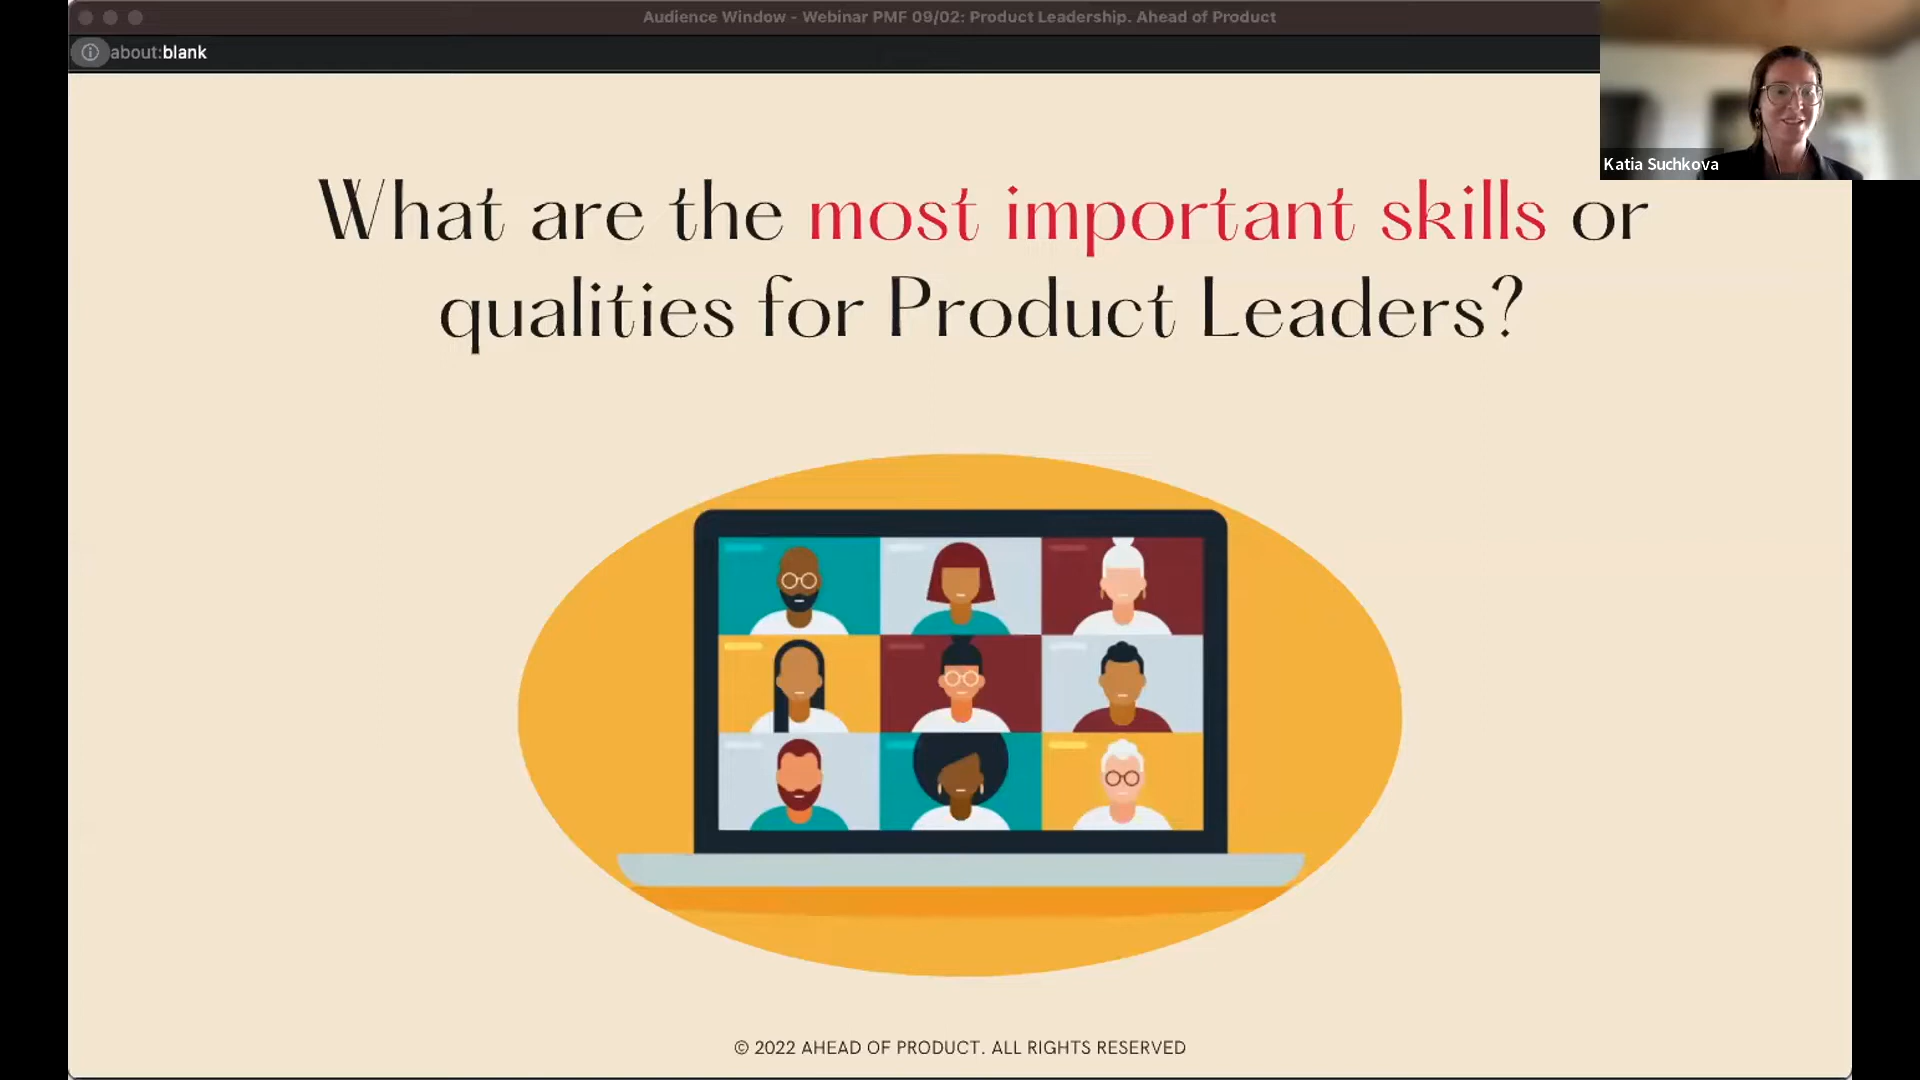 Audience Window - Webinar PMF 09/02: Product Leadership. Ahead of Product
about:blank
Katia Suchkova
What are the most important skills or
qualities for Product Leaders?
© 2022 AHEAD OF PRODUCT. ALL RIGHTS RESERVED